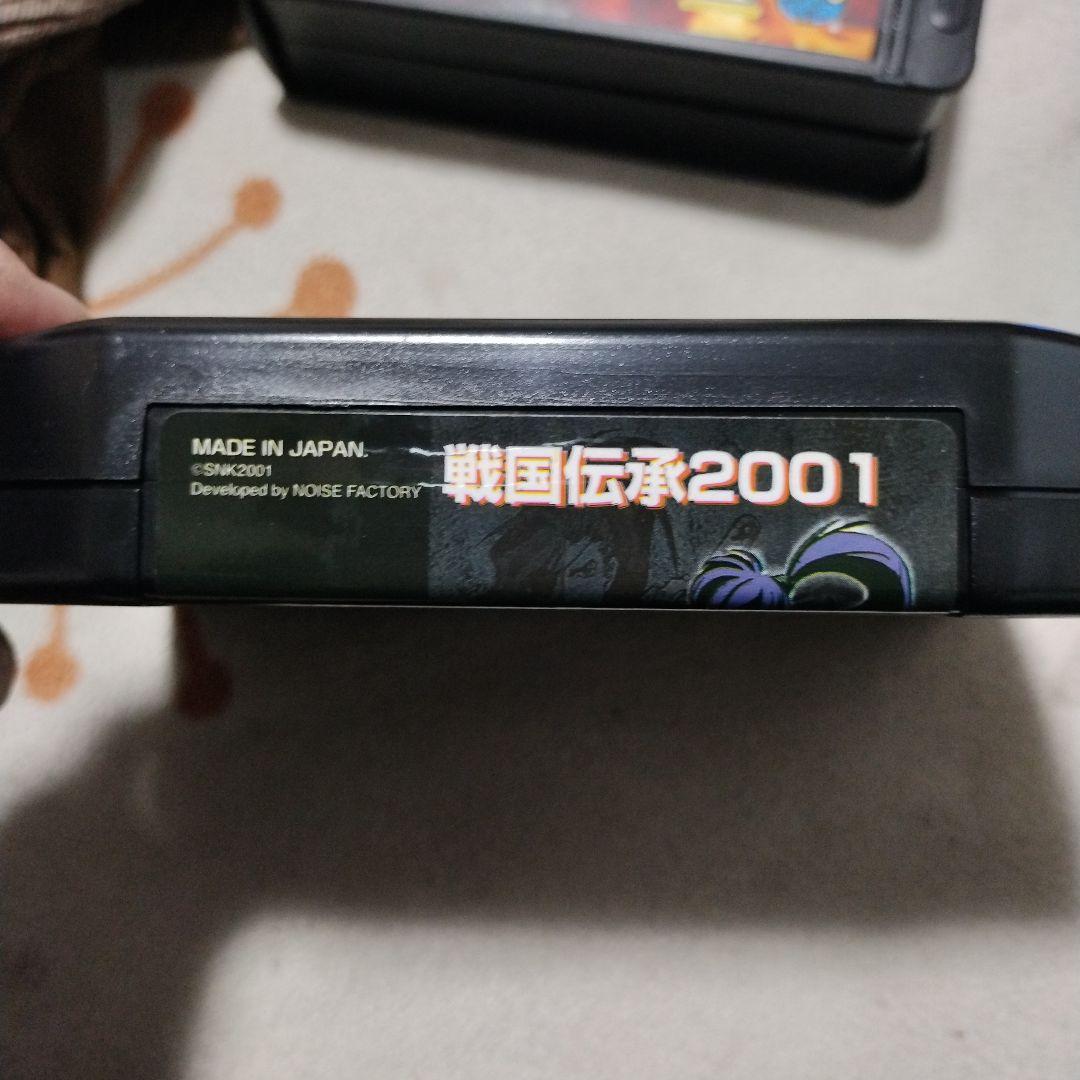 MADE IN JAPAN.
©SNK2001
Developed by NOISE FACTORY
戦国伝承2001